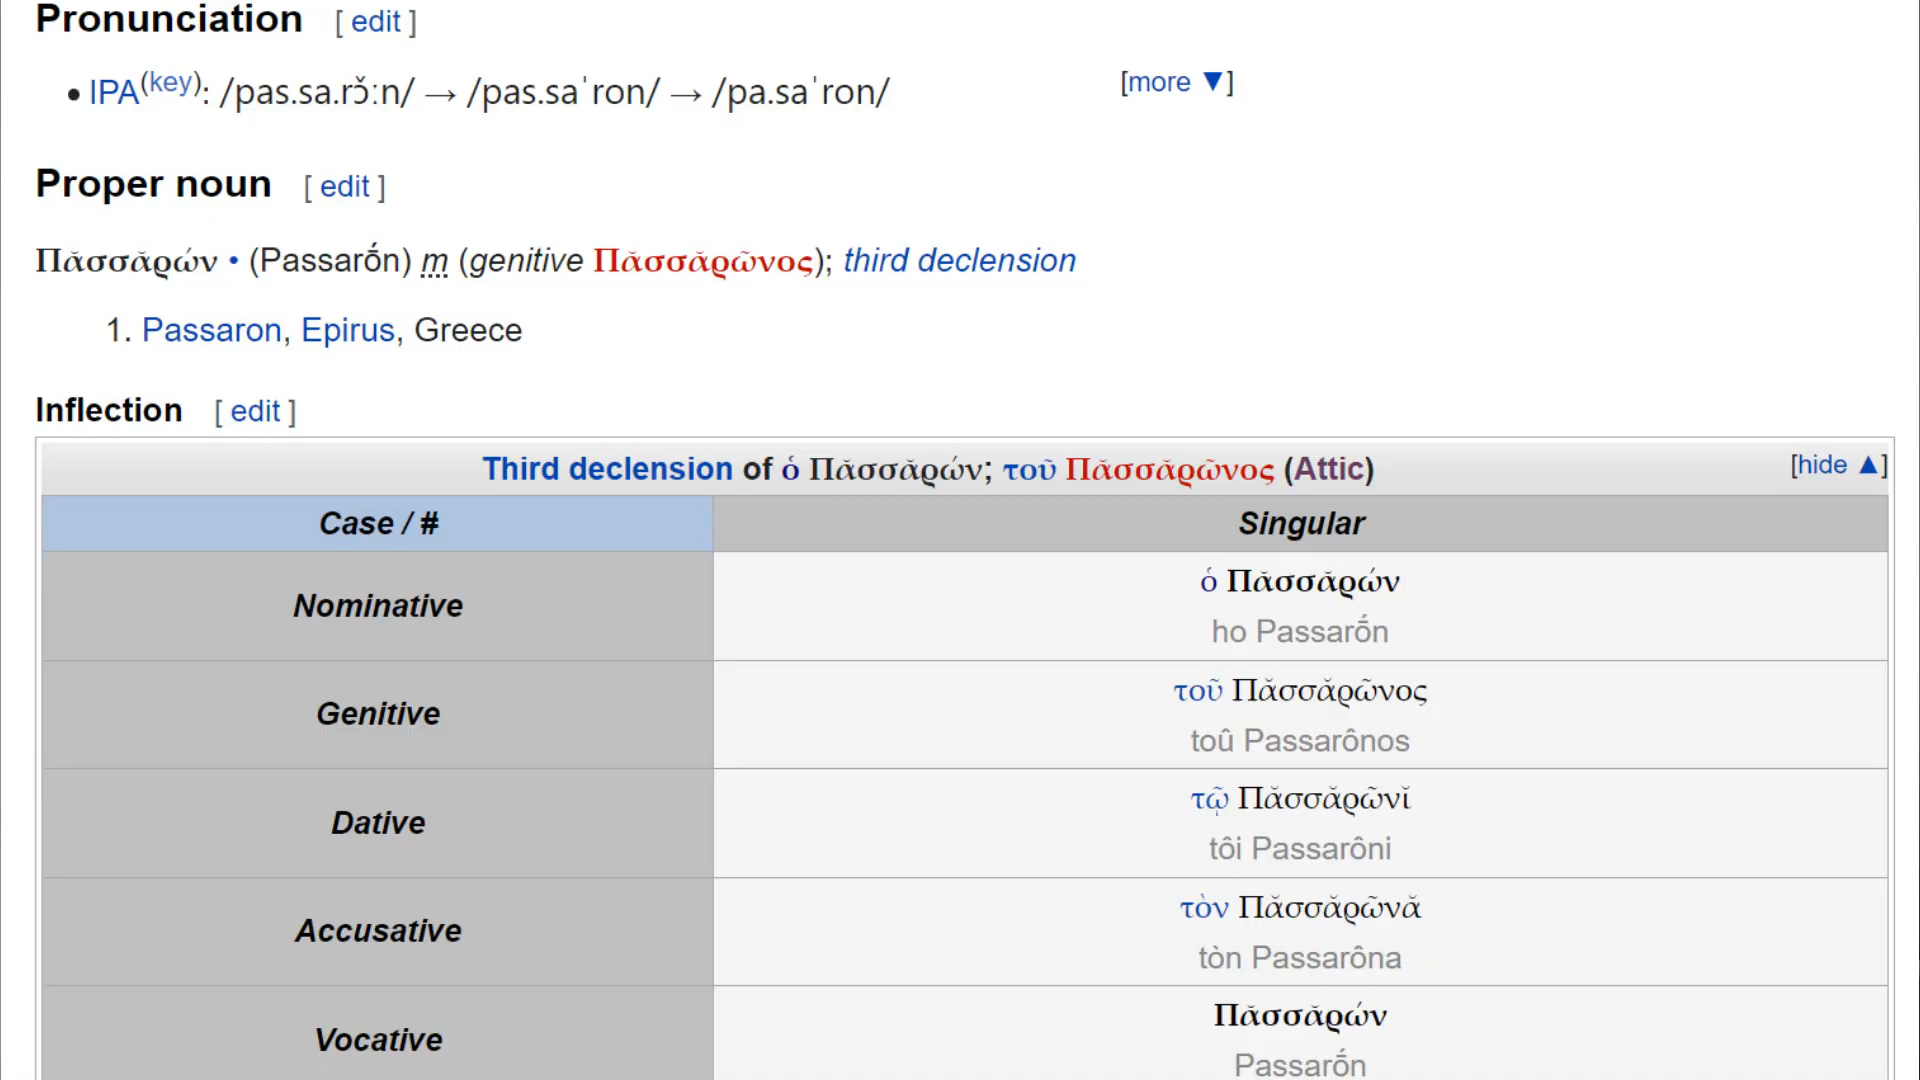 Pronunciation [ edit ]
• IPA(key): /pas.sa.rɔ̌ːn/ → /pas.saˈron/ → /pa.saˈron/ [more ▼]
Proper noun [ edit ]
Πᾰσσᾰρών • (Passarṓn) m (genitive Πᾰσσᾰρῶνος); third declension
1. Passaron, Epirus, Greece
Inflection [ edit ]
Third declension of ὁ Πᾰσσᾰρών; τοῦ Πᾰσσᾰρῶνος (Attic) [hide ▲]
Case / # Singular
Nominative ὁ Πᾰσσᾰρών
ho Passarṓn
Genitive τοῦ Πᾰσσᾰρῶνος
toû Passarônos
Dative τῷ Πᾰσσᾰρῶνῐ
tôi Passarôni
Accusative τὸν Πᾰσσᾰρῶνᾰ
tòn Passarôna
Vocative Πᾰσσᾰρών
Passarṓn